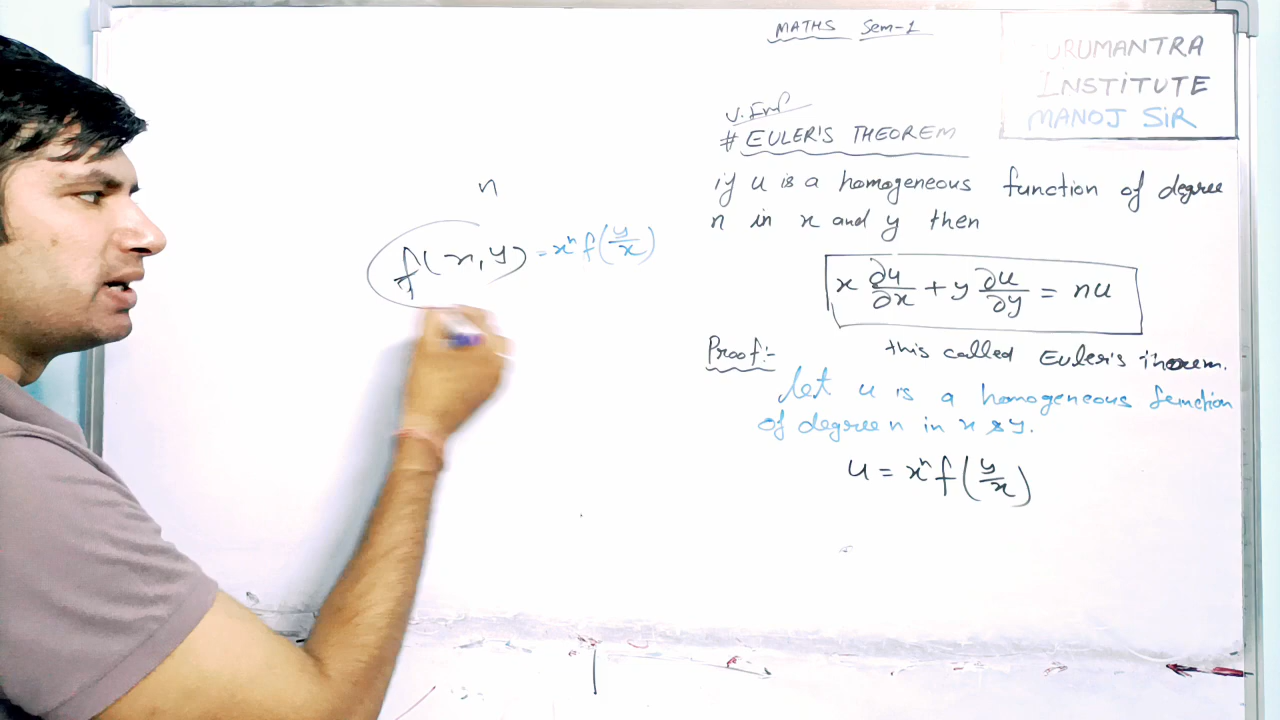 MATHS Sem-1
URUMANTRA
INSTITUTE
MANOJ SIR
V. Imp
# EULER'S THEOREM
if u is a homogeneous function of degree
n in x and y then
x ∂u/∂x + y ∂u/∂y = nu
this called Euler's thorem.
Proof:-
let u is a homogeneous function
of degree n in x & y.
u = xⁿ f(y/x)
n
f(x, y) = xⁿ f(y/x)